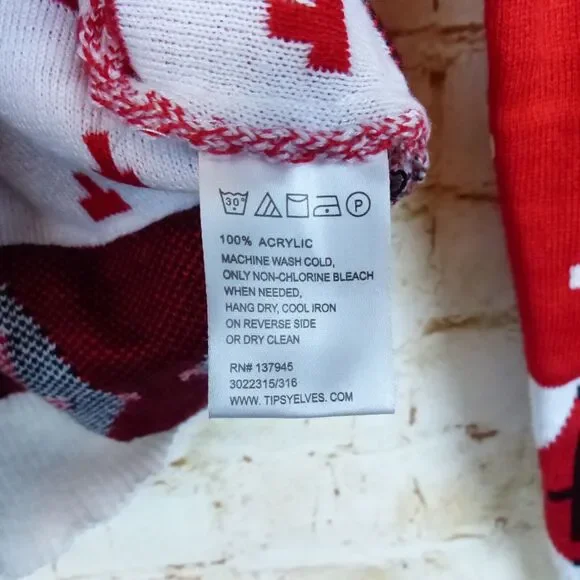 30° P
100% ACRYLIC
MACHINE WASH COLD,
ONLY NON-CHLORINE BLEACH
WHEN NEEDED,
HANG DRY, COOL IRON
ON REVERSE SIDE
OR DRY CLEAN
RN# 137945
3022315/316
WWW. TIPSYELVES.COM